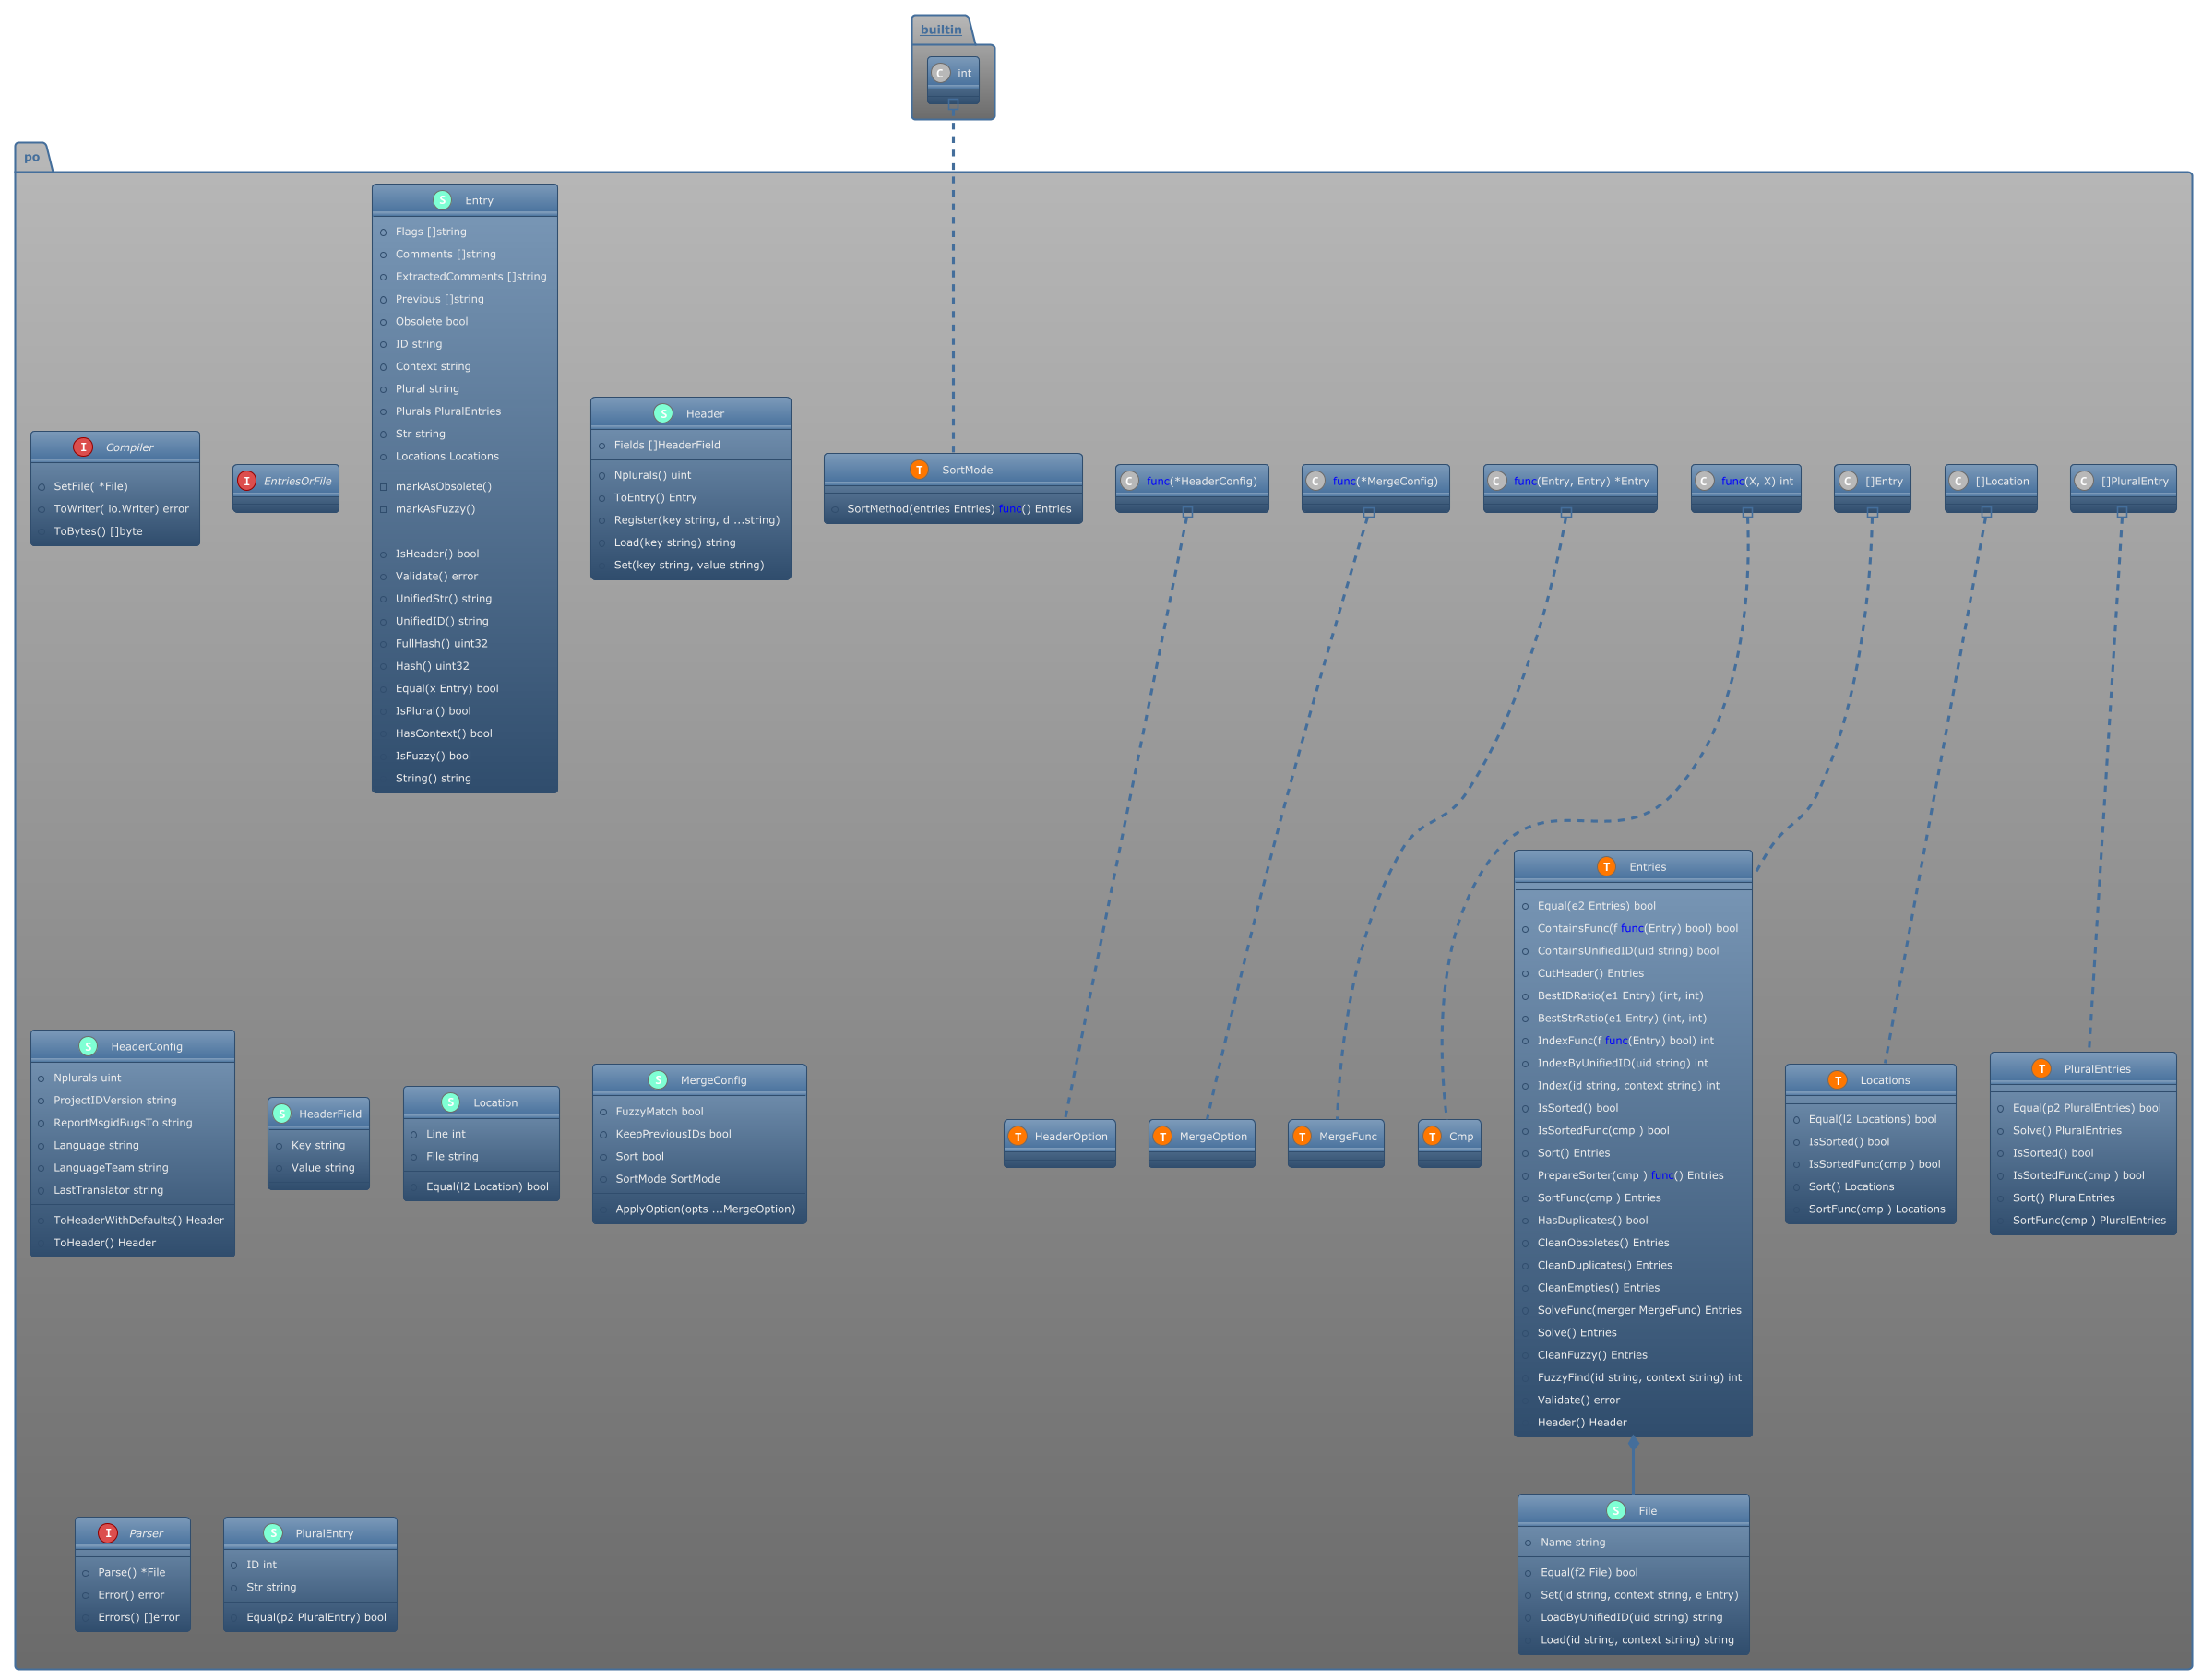 builtin
C int
po
S Entry
Flags []string
Comments []string
ExtractedComments []string
Previous []string
Obsolete bool
ID string
Context string
Plural string
Plurals PluralEntries
Str string
Locations Locations
markAsObsolete()
markAsFuzzy()
IsHeader() bool
Validate() error
UnifiedStr() string
UnifiedID() string
FullHash() uint32
Hash() uint32
Equal(x Entry) bool
IsPlural() bool
HasContext() bool
IsFuzzy() bool
String() string
I Compiler
SetFile( *File)
ToWriter( io.Writer) error
ToBytes() []byte
I EntriesOrFile
S Header
Fields []HeaderField
Nplurals() uint
ToEntry() Entry
Register(key string, d ...string)
Load(key string) string
Set(key string, value string)
T SortMode
SortMethod(entries Entries) func() Entries
C func(*HeaderConfig)
C func(*MergeConfig)
C func(Entry, Entry) *Entry
C func(X, X) int
C []Entry
C []Location
C []PluralEntry
S HeaderConfig
Nplurals uint
ProjectIDVersion string
ReportMsgidBugsTo string
Language string
LanguageTeam string
LastTranslator string
ToHeaderWithDefaults() Header
ToHeader() Header
S HeaderField
Key string
Value string
S Location
Line int
File string
Equal(l2 Location) bool
S MergeConfig
FuzzyMatch bool
KeepPreviousIDs bool
Sort bool
SortMode SortMode
ApplyOption(opts ...MergeOption)
T HeaderOption
T MergeOption
T MergeFunc
T Cmp
T Entries
Equal(e2 Entries) bool
ContainsFunc(f func(Entry) bool) bool
ContainsUnifiedID(uid string) bool
CutHeader() Entries
BestIDRatio(e1 Entry) (int, int)
BestStrRatio(e1 Entry) (int, int)
IndexFunc(f func(Entry) bool) int
IndexByUnifiedID(uid string) int
Index(id string, context string) int
IsSorted() bool
IsSortedFunc(cmp ) bool
Sort() Entries
PrepareSorter(cmp ) func() Entries
SortFunc(cmp ) Entries
HasDuplicates() bool
CleanObsoletes() Entries
CleanDuplicates() Entries
CleanEmpties() Entries
SolveFunc(merger MergeFunc) Entries
Solve() Entries
CleanFuzzy() Entries
FuzzyFind(id string, context string) int
Validate() error
Header() Header
T Locations
Equal(l2 Locations) bool
IsSorted() bool
IsSortedFunc(cmp ) bool
Sort() Locations
SortFunc(cmp ) Locations
T PluralEntries
Equal(p2 PluralEntries) bool
Solve() PluralEntries
IsSorted() bool
IsSortedFunc(cmp ) bool
Sort() PluralEntries
SortFunc(cmp ) PluralEntries
I Parser
Parse() *File
Error() error
Errors() []error
S PluralEntry
ID int
Str string
Equal(p2 PluralEntry) bool
S File
Name string
Equal(f2 File) bool
Set(id string, context string, e Entry)
LoadByUnifiedID(uid string) string
Load(id string, context string) string